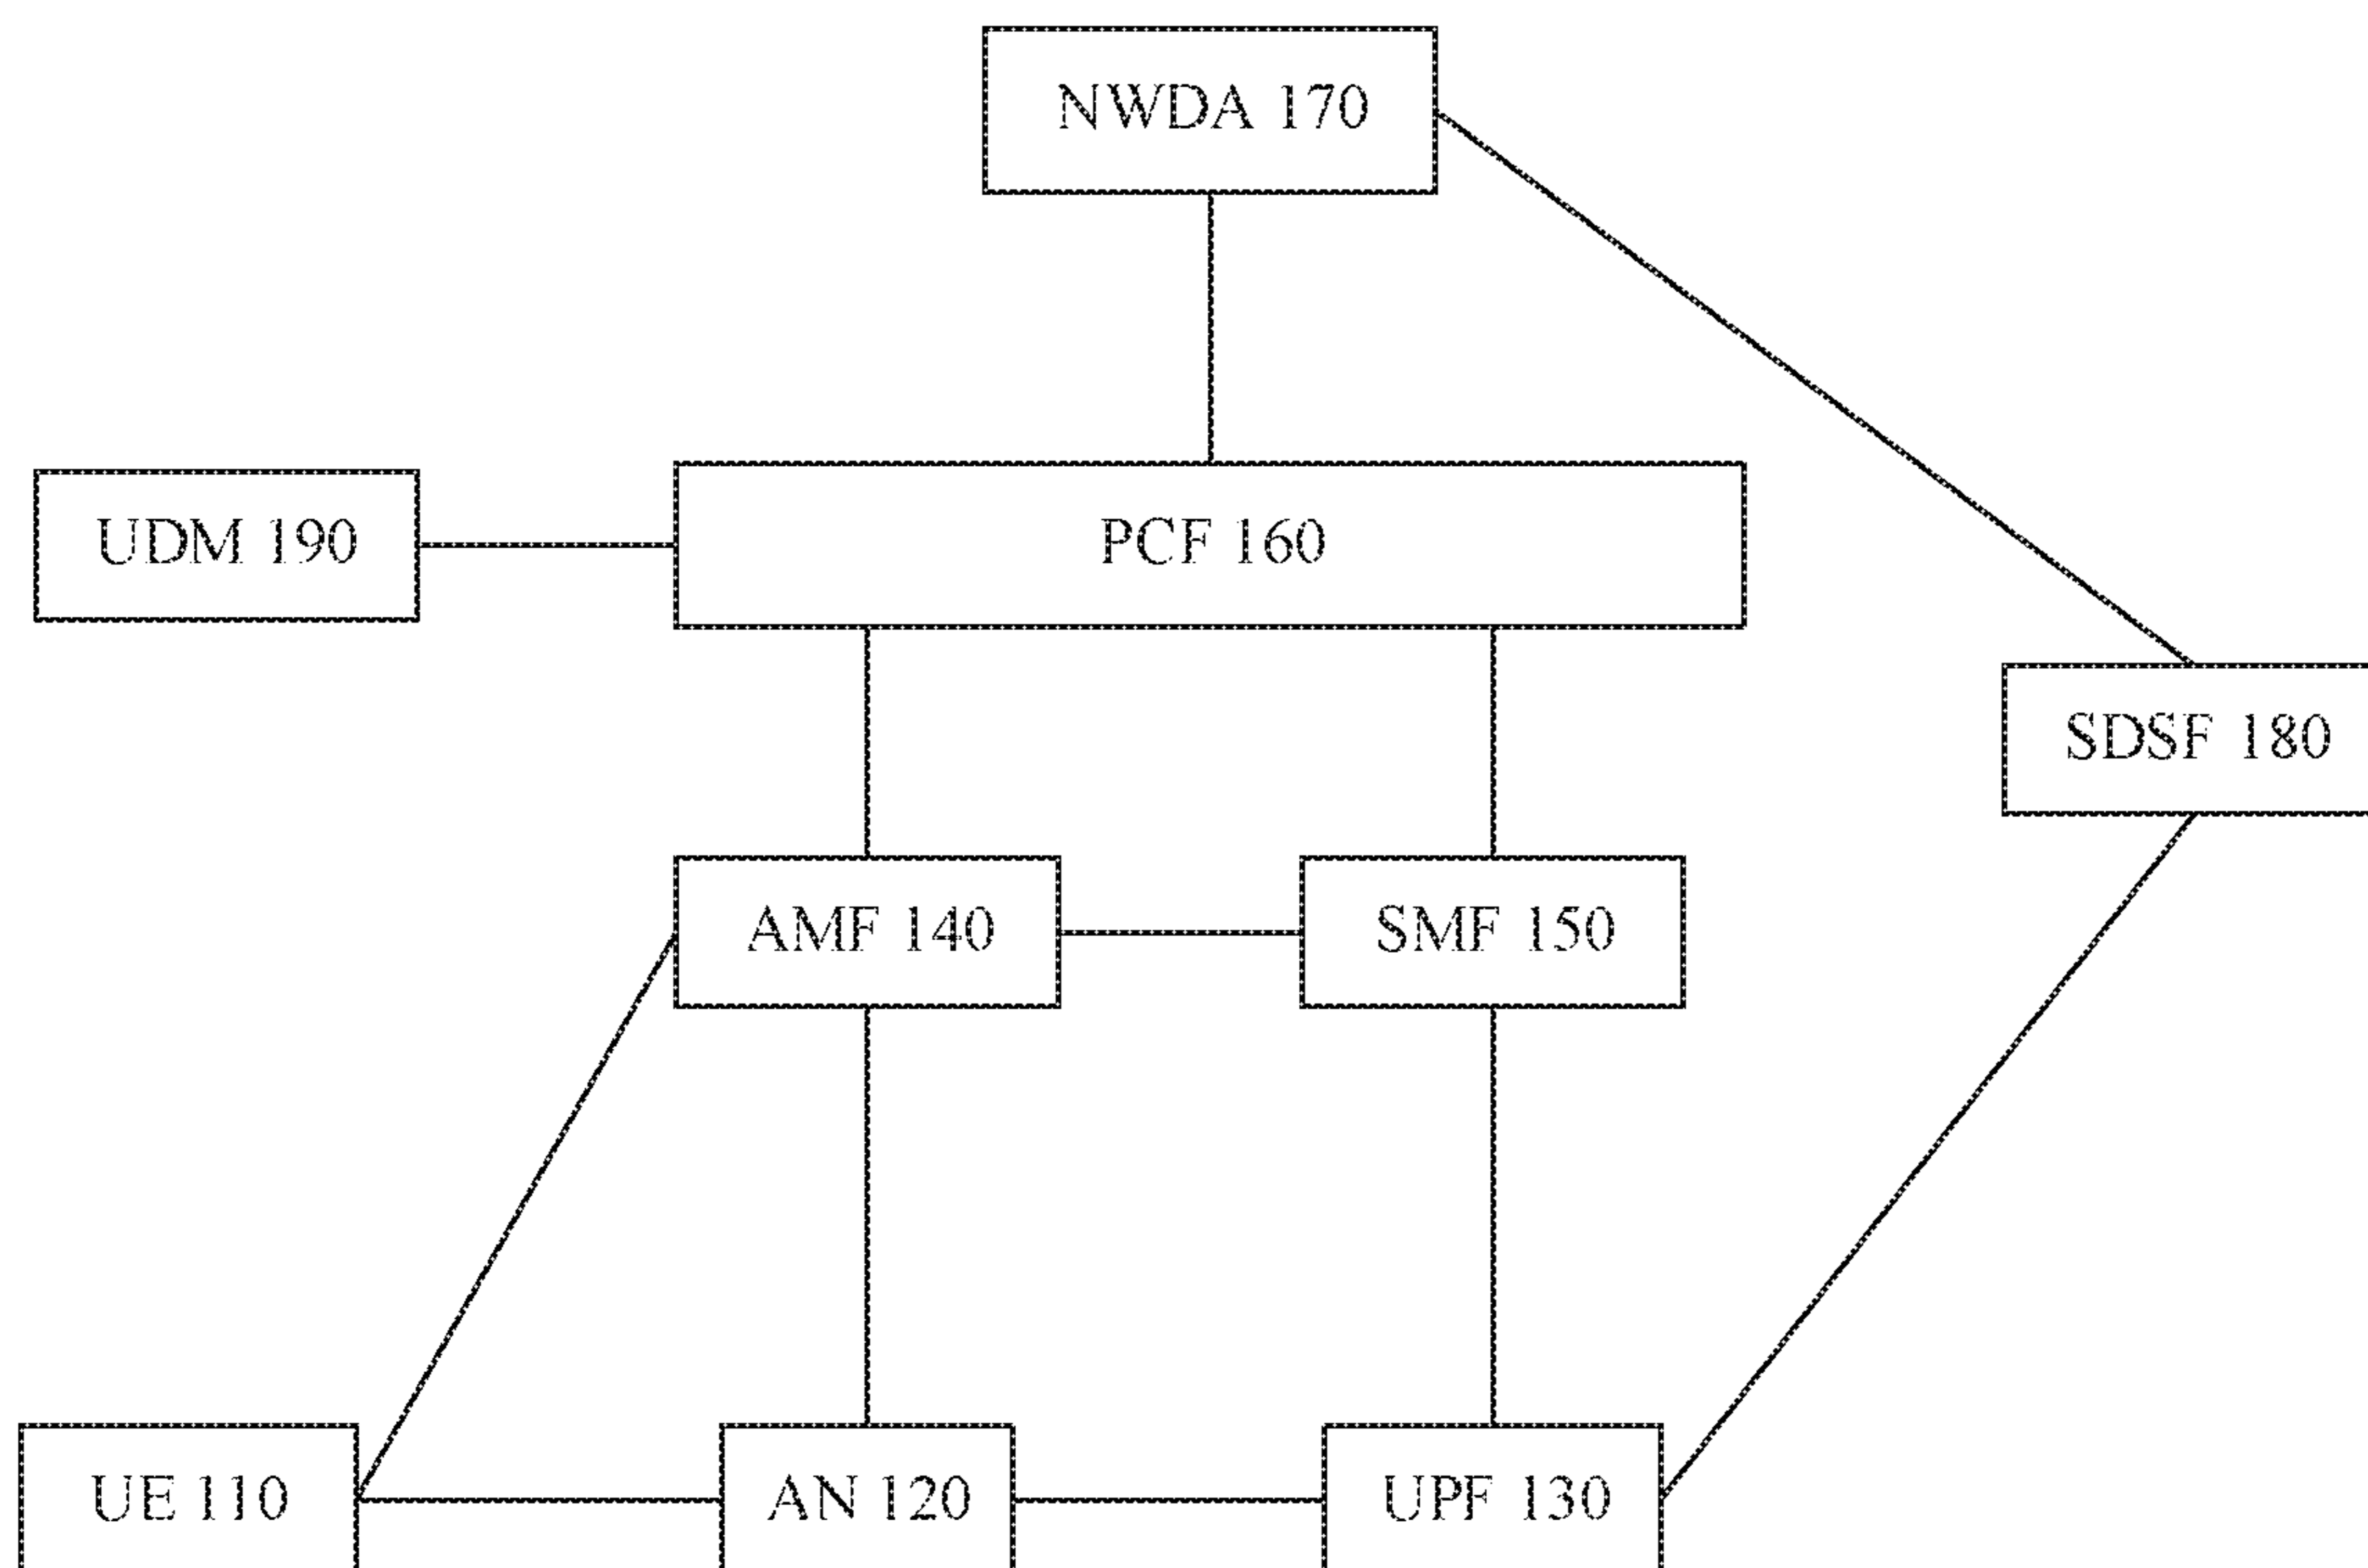 NWDA 170
UDM 190
PCF 160
SDSF 180
AMF 140
SMF 150
UE 110
AN 120
UPF 130